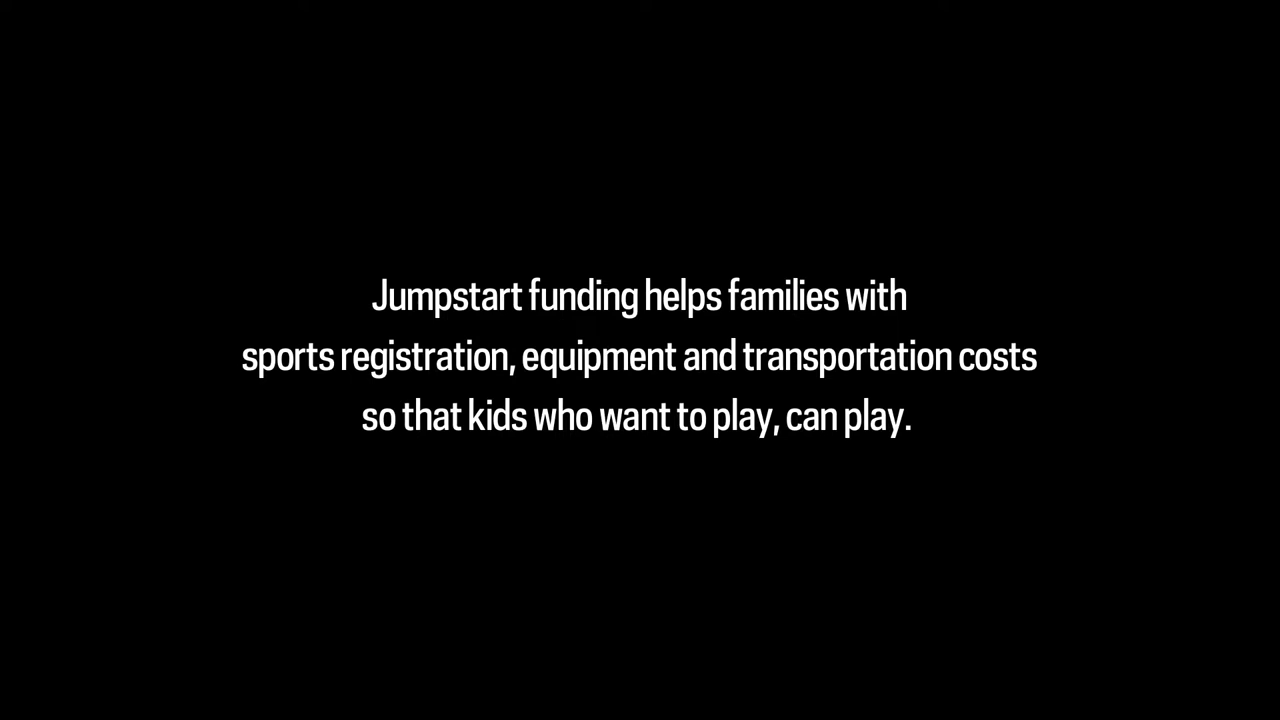 Jumpstart funding helps families with
sports registration, equipment and transportation costs
so that kids who want to play, can play.